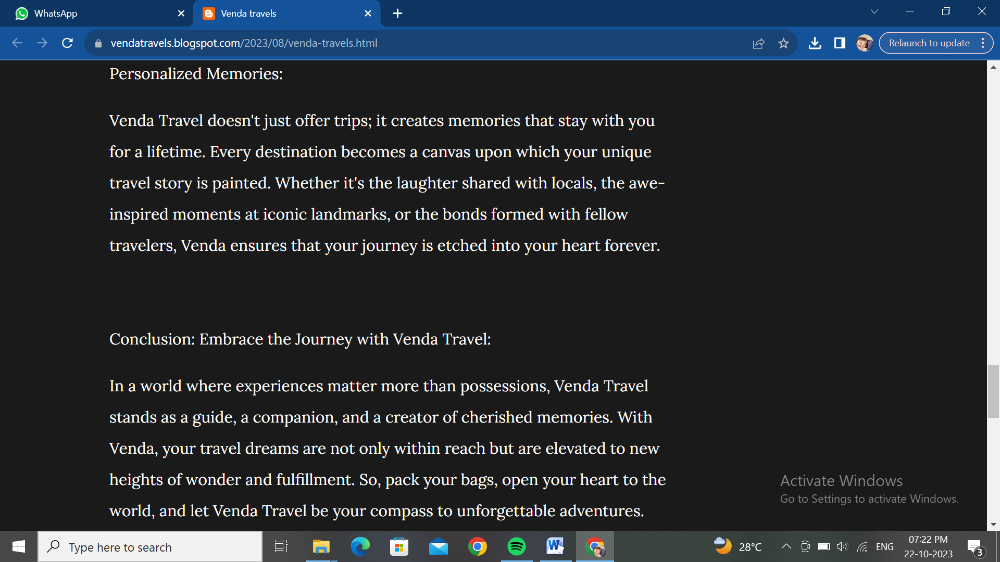 WhatsApp
Venda travels
vendatravels.blogspot.com/2023/08/venda-travels.html
Relaunch to update
Personalized Memories:
Venda Travel doesn't just offer trips; it creates memories that stay with you
for a lifetime. Every destination becomes a canvas upon which your unique
travel story is painted. Whether it's the laughter shared with locals, the awe-
inspired moments at iconic landmarks, or the bonds formed with fellow
travelers, Venda ensures that your journey is etched into your heart forever.
Conclusion: Embrace the Journey with Venda Travel:
In a world where experiences matter more than possessions, Venda Travel
stands as a guide, a companion, and a creator of cherished memories. With
Venda, your travel dreams are not only within reach but are elevated to new
heights of wonder and fulfillment. So, pack your bags, open your heart to the
world, and let Venda Travel be your compass to unforgettable adventures.
Activate Windows
Go to Settings to activate Windows.
Type here to search
W
28°C
ENG
07:22 PM
22-10-2023
3